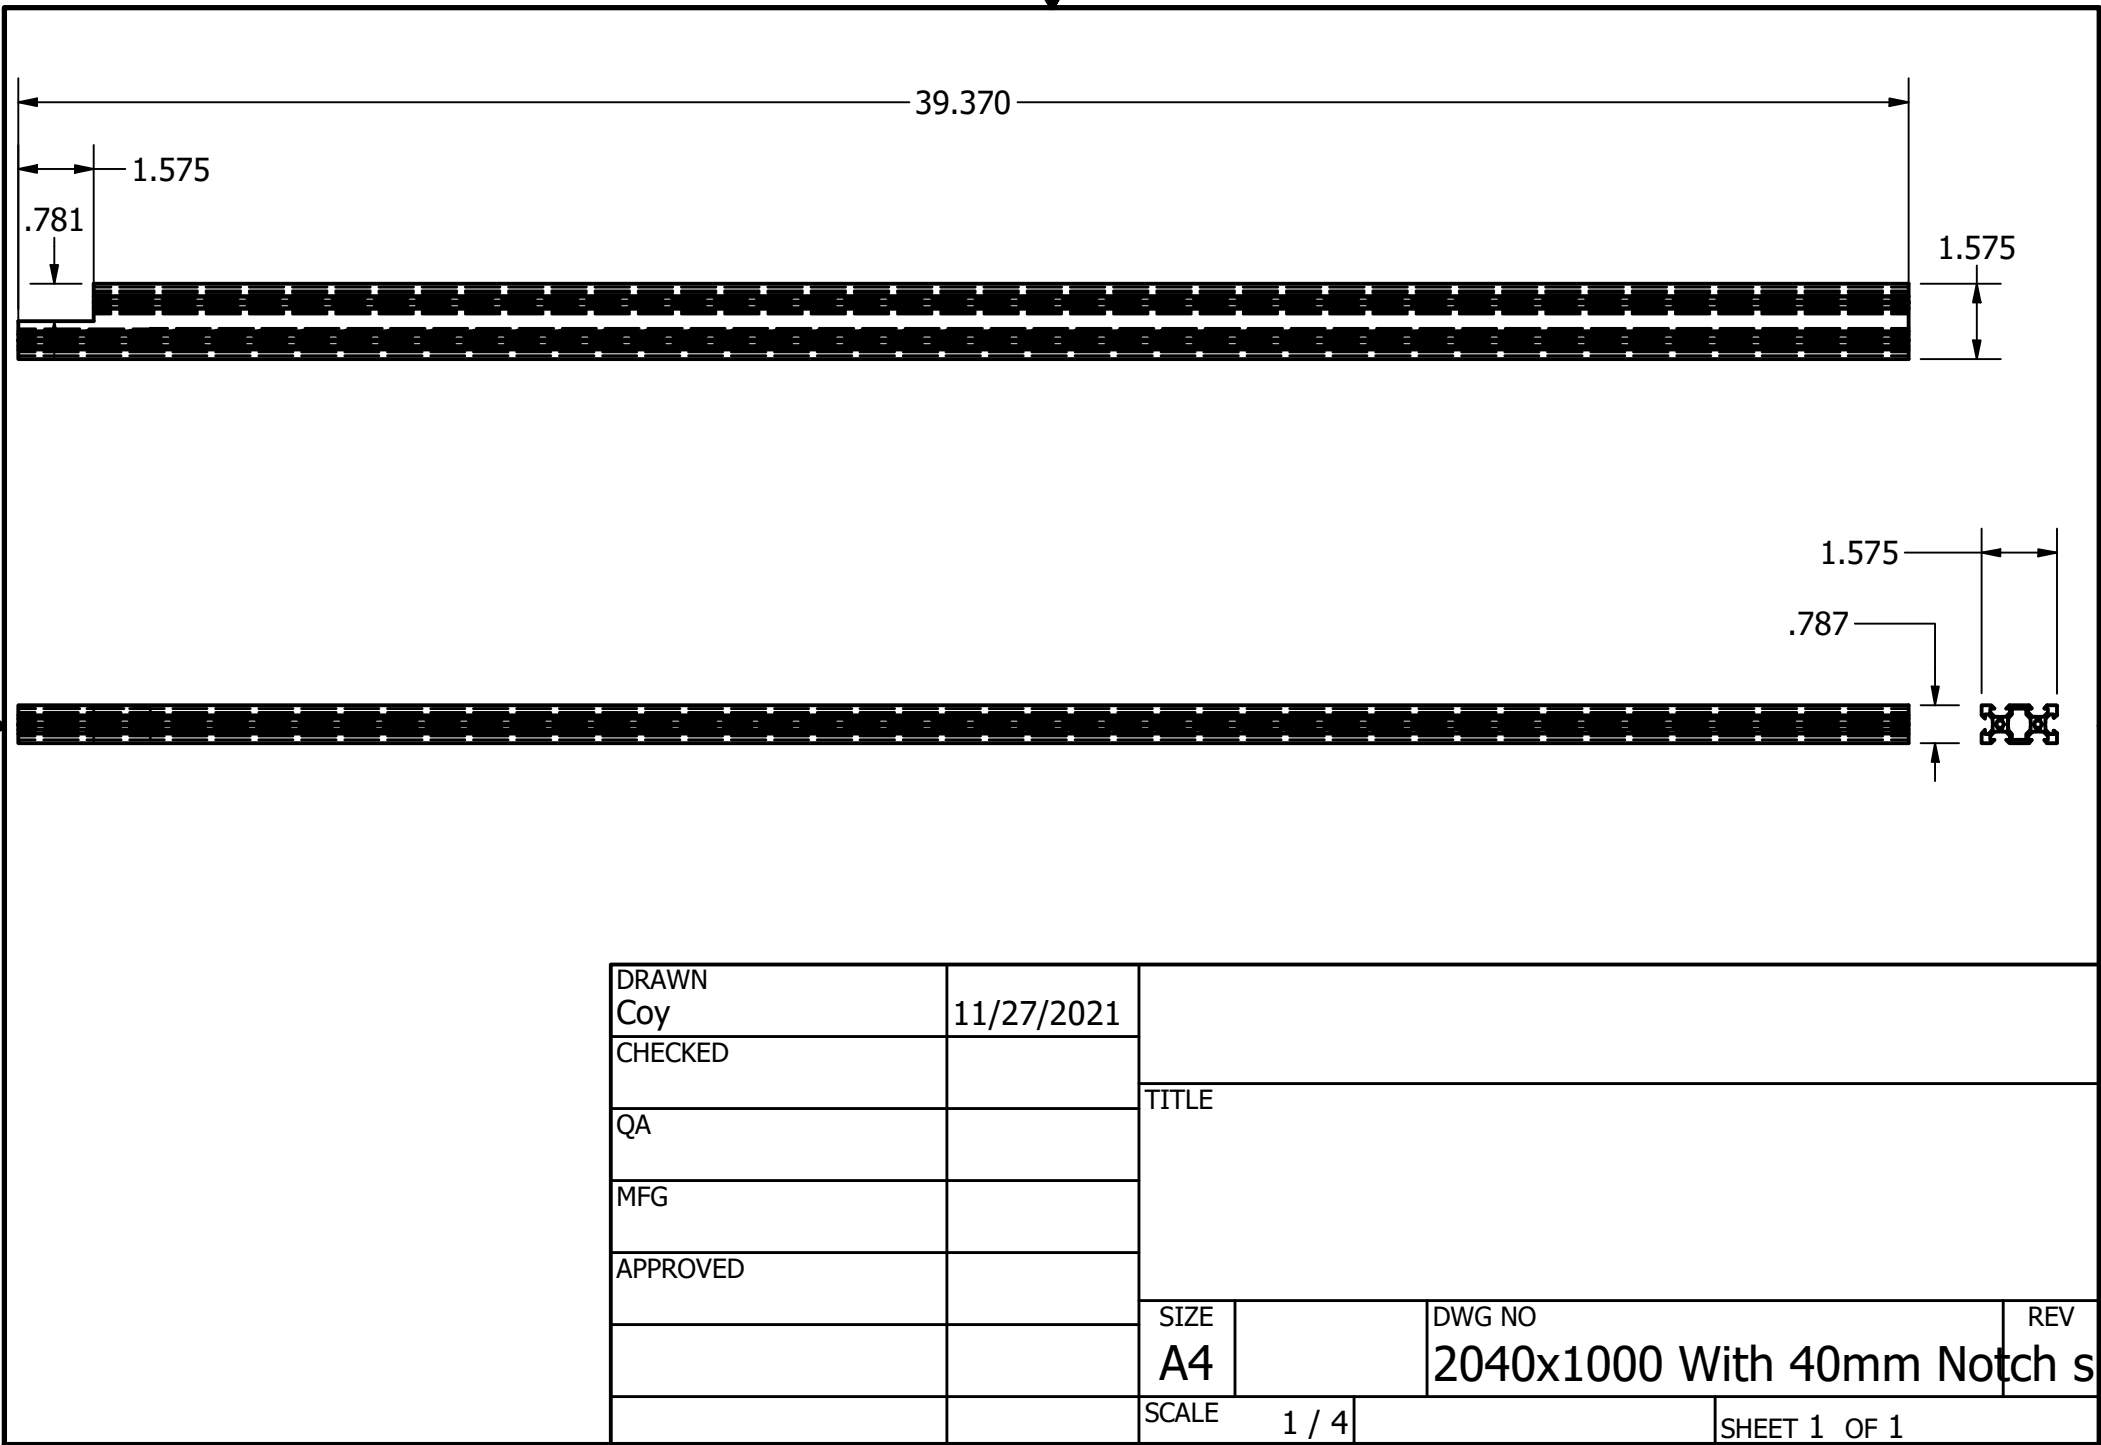 39.370
1.575
.781
1.575
1.575
.787
DRAWN
Coy
11/27/2021
CHECKED
QA
MFG
APPROVED
TITLE
SIZE
A4
DWG NO
2040x1000 With 40mm Notch s
REV
SCALE
1 / 4
SHEET 1 OF 1